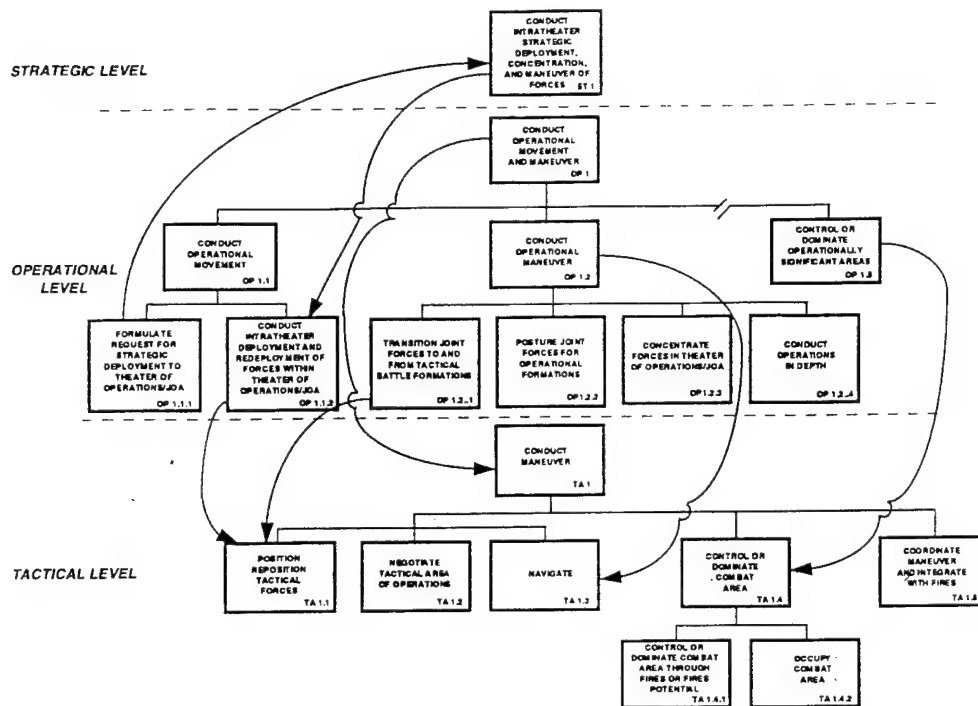 STRATEGIC LEVEL
CONDUCT
INTRATHEATER
STRATEGIC
DEPLOYMENT,
CONCENTRATION,
AND MANEUVER OF
FORCES
ST 1
CONDUCT
OPERATIONAL
MOVEMENT
AND MANEUVER
OP 1
OPERATIONAL
LEVEL
CONDUCT
OPERATIONAL
MOVEMENT
OP 1.1
CONDUCT
OPERATIONAL
MANEUVER
OP 1.2
CONTROL OR
DOMINATE
OPERATIONALLY
SIGNIFICANT AREAS
OP 1.5
FORMULATE
REQUEST FOR
STRATEGIC
DEPLOYMENT TO
THEATER OF
OPERATIONS/JOA
OP 1.1.1
CONDUCT
INTRATHEATER
DEPLOYMENT AND
REDEPLOYMENT OF
FORCES WITHIN
THEATER OF
OPERATIONS/JOA
OP 1.1.2
TRANSITION JOINT
FORCES TO AND
FROM TACTICAL
BATTLE FORMATIONS
OP 1.2.1
POSTURE JOINT
FORCES FOR
OPERATIONAL
FORMATIONS
OP 1.2.2
CONCENTRATE
FORCES IN THEATER
OF OPERATIONS/JOA
OP 1.2.3
CONDUCT
OPERATIONS
IN DEPTH
OP 1.2.4
CONDUCT
MANEUVER
TA 1
TACTICAL LEVEL
POSITION
REPOSITION
TACTICAL
FORCES
TA 1.1
NEGOTIATE
TACTICAL AREA
OF OPERATIONS
TA 1.2
NAVIGATE
TA 1.3
CONTROL OR
DOMINATE
COMBAT
AREA
TA 1.4
COORDINATE
MANEUVER
AND INTEGRATE
WITH FIRES
TA 1.5
CONTROL OR
DOMINATE COMBAT
AREA THROUGH
FIRES OR FIRES
POTENTIAL
TA 1.4.1
OCCUPY
COMBAT
AREA
TA 1.4.2